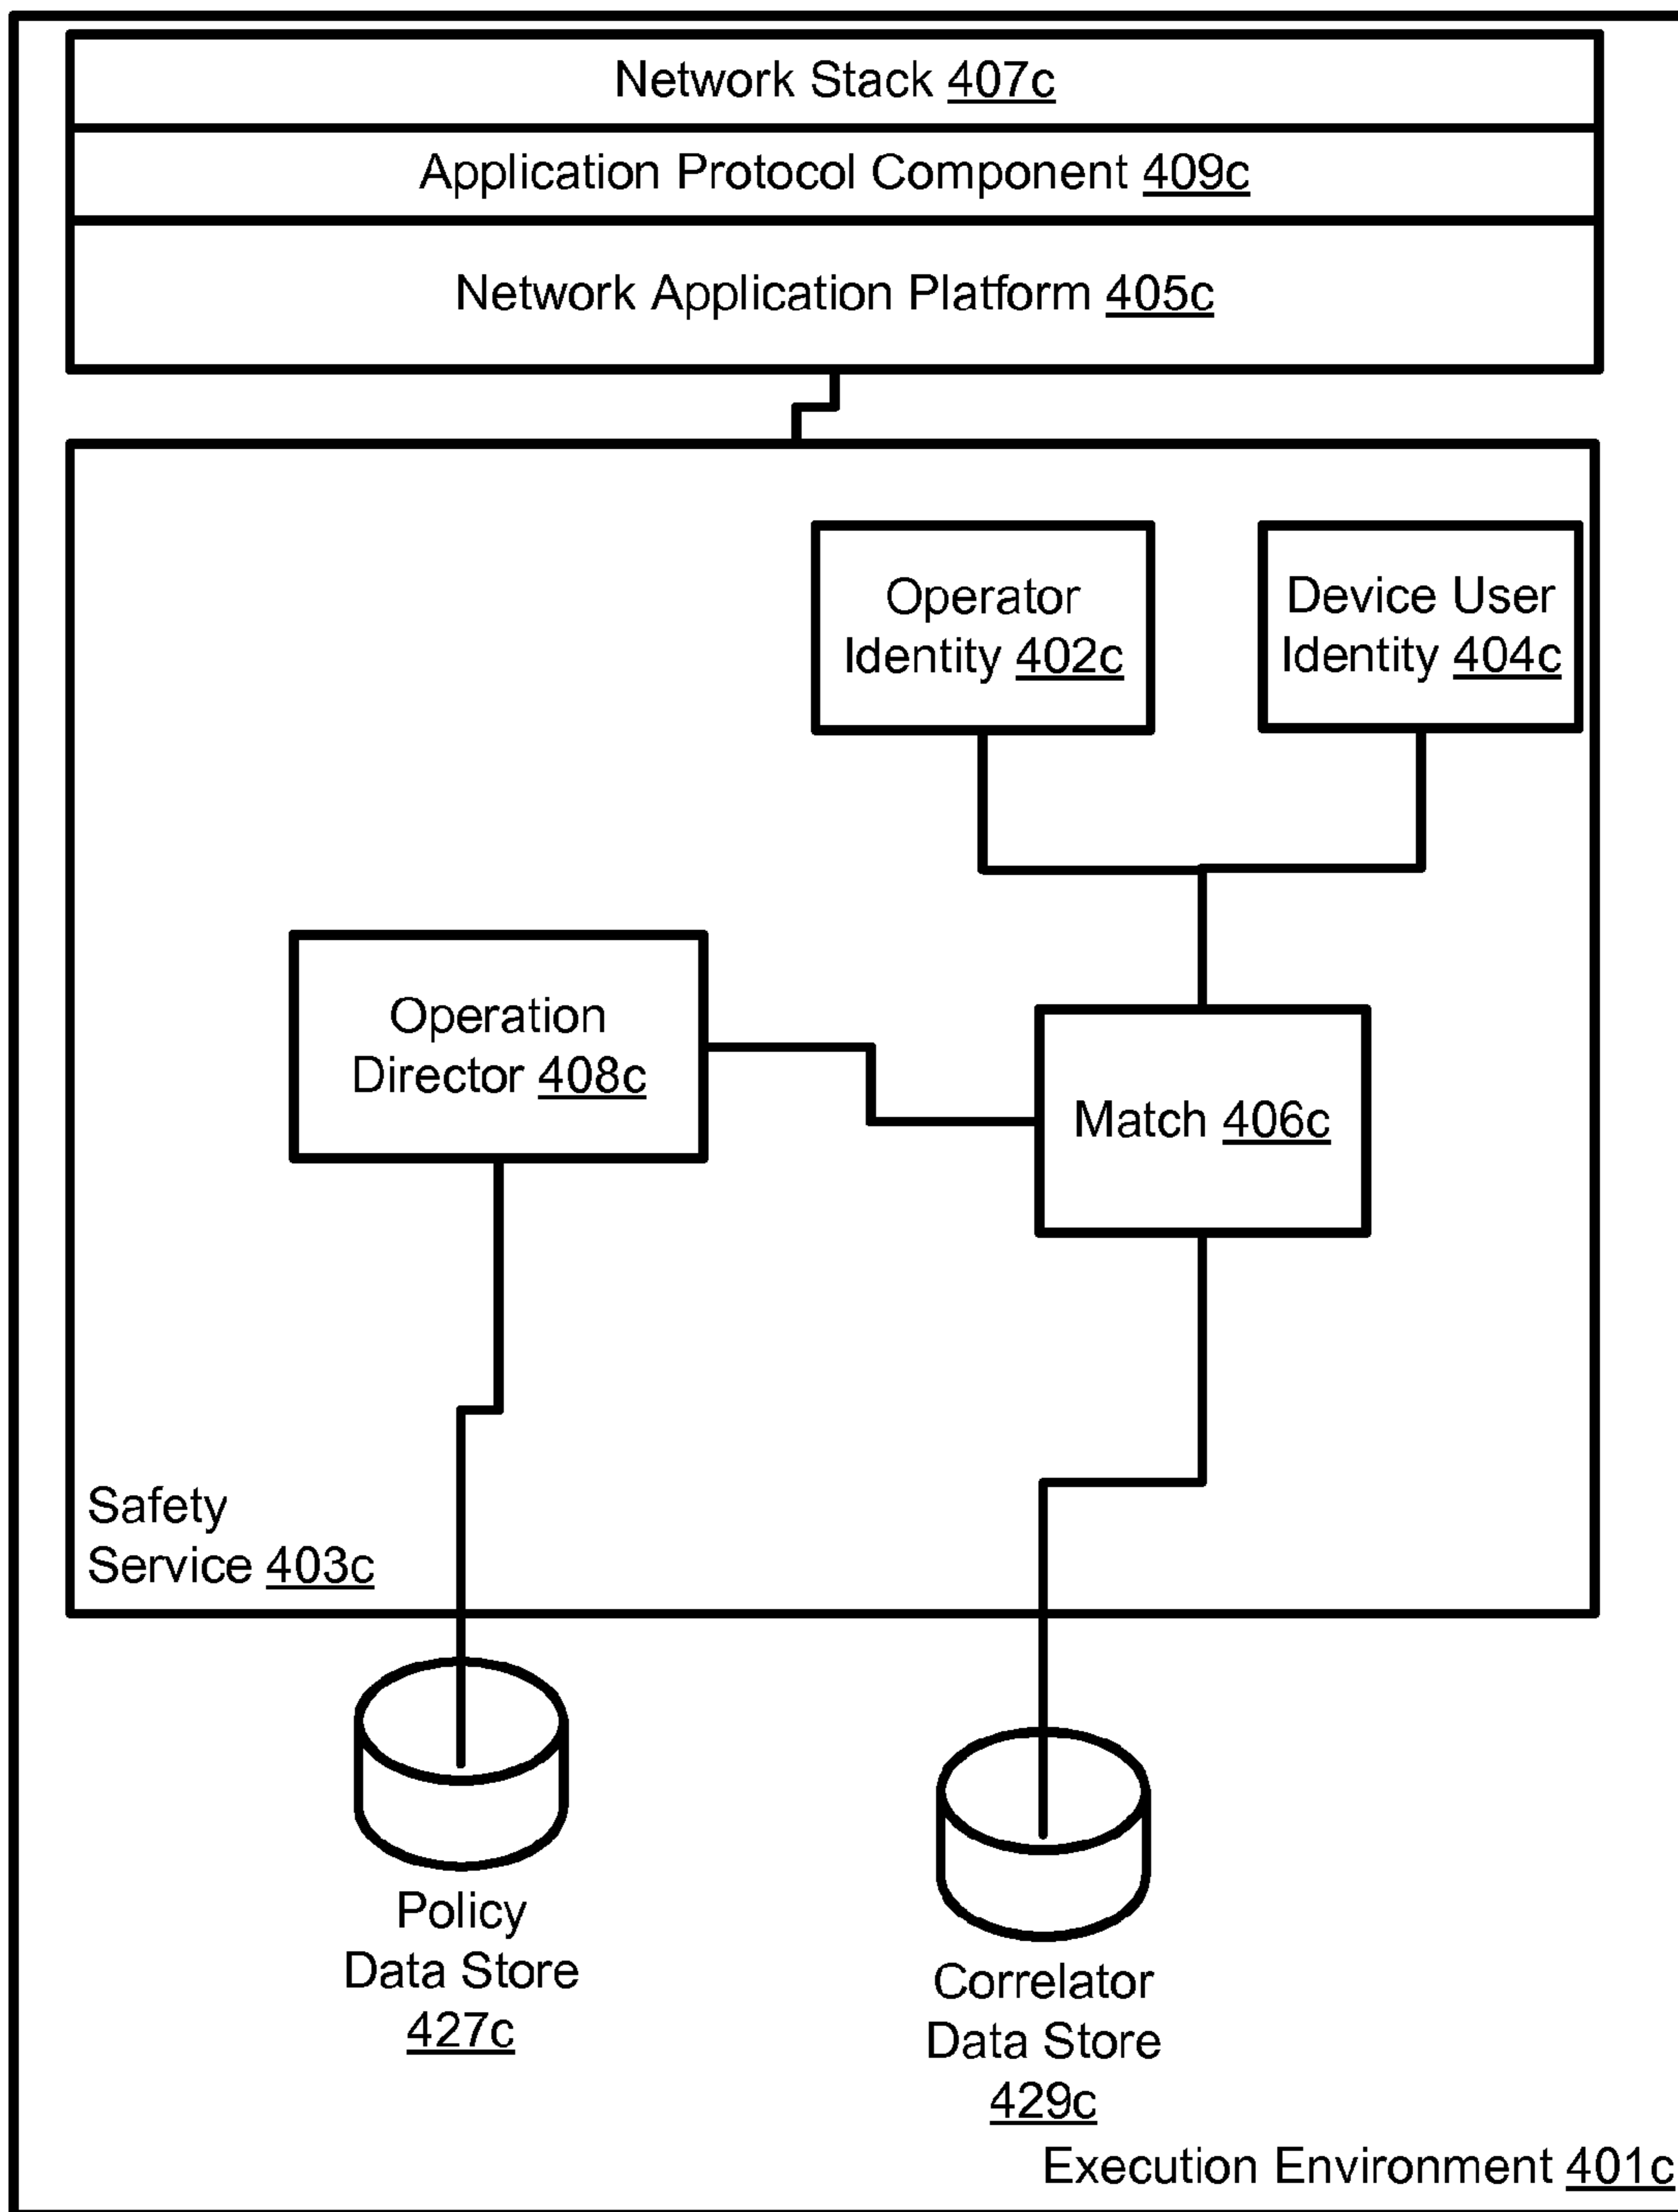 Network Stack 407c
Application Protocol Component 409c
Network Application Platform 405c
Operator
Identity 402c
Device User
Identity 404c
Operation
Director 408c
Match 406c
Safety
Service 403c
Policy
Data Store
427c
Correlator
Data Store
429c
Execution Environment 401c